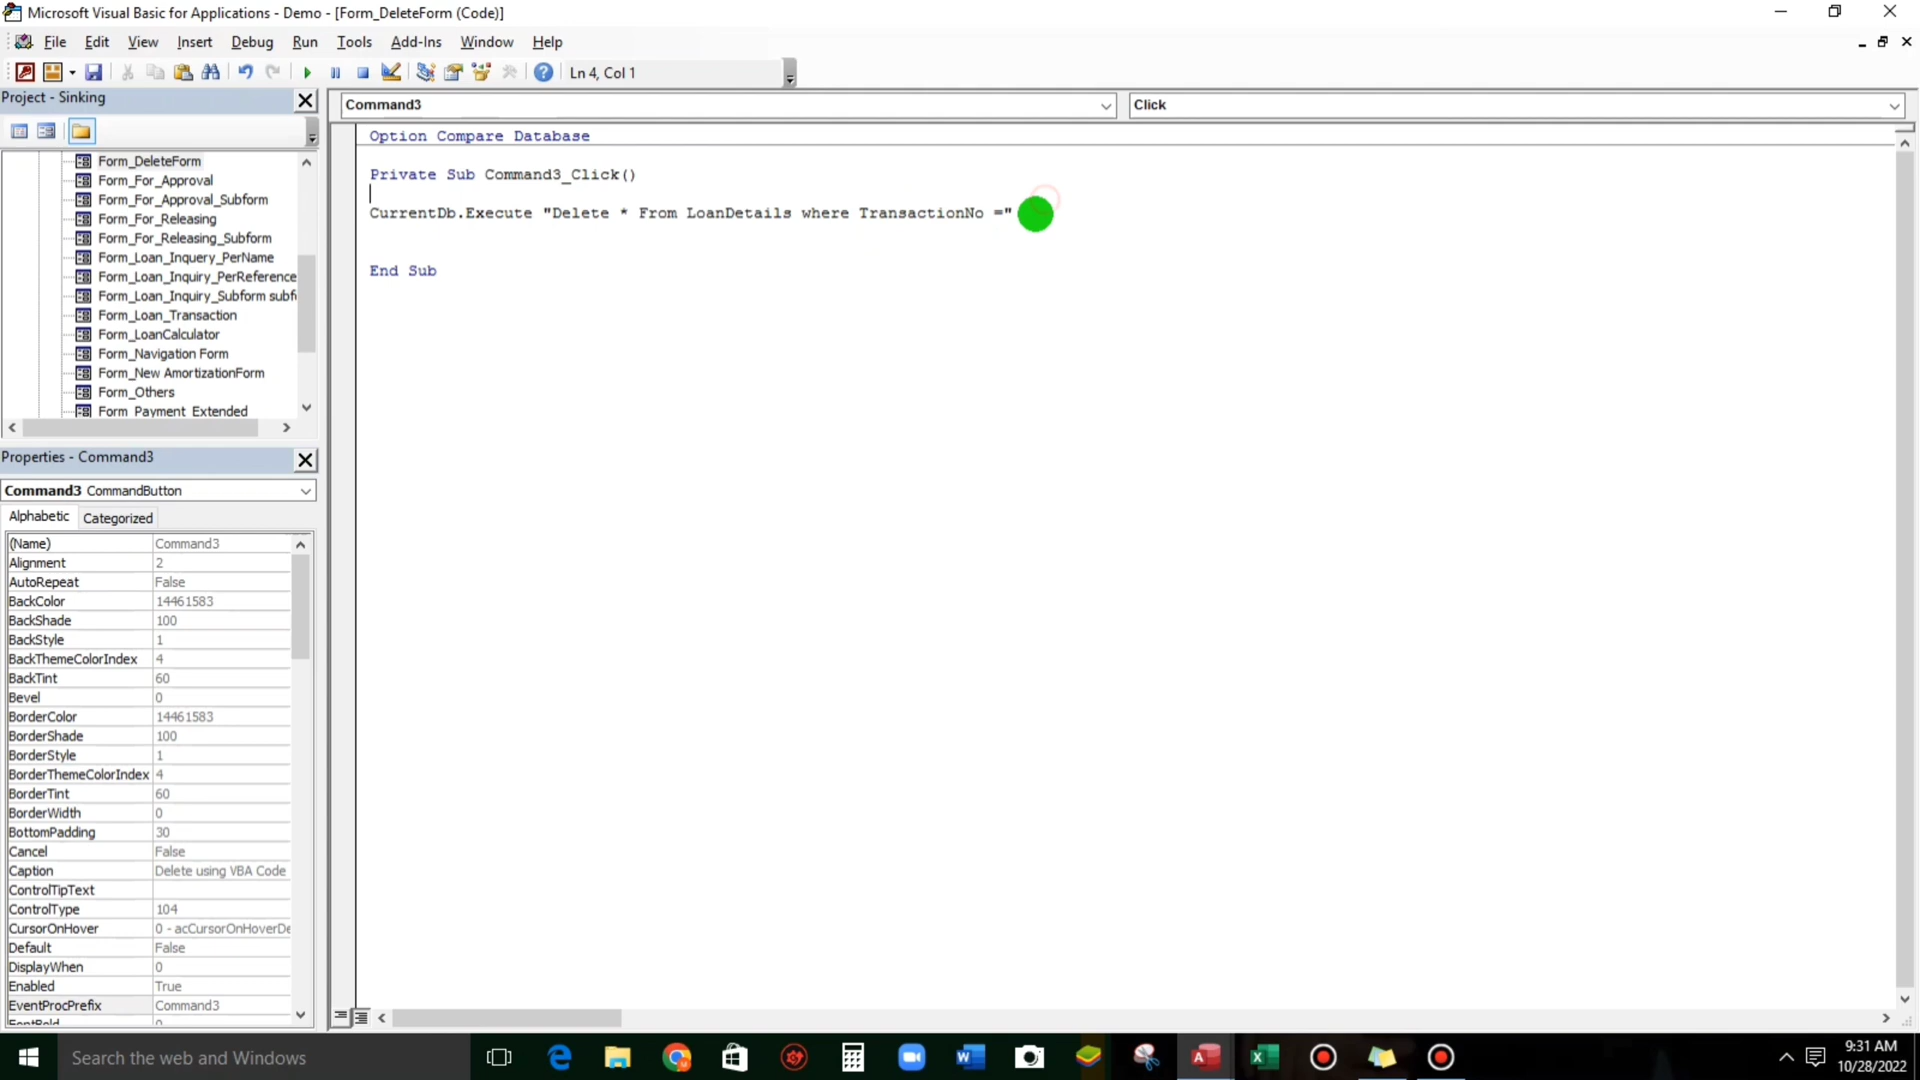 Microsoft Visual Basic for Applications - Demo - [Form_DeleteForm (Code)]
File Edit View Insert Debug Run Tools Add-Ins Window Help
Ln 4, Col 1
Project - Sinking
Form_DeleteForm
Form_For_Approval
Form_For_Approval_Subform
Form_For_Releasing
Form_For_Releasing_Subform
Form_Loan_Inquery_PerName
Form_Loan_Inquiry_PerReference
Form_Loan_Inquiry_Subform subf
Form_Loan_Transaction
Form_LoanCalculator
Form_Navigation Form
Form_New AmortizationForm
Form_Others
Form_Payment_Extended
Properties - Command3
Command3 CommandButton
Alphabetic Categorized
(Name) Command3
Alignment 2
AutoRepeat False
BackColor 14461583
BackShade 100
BackStyle 1
BackThemeColorIndex 4
BackTint 60
Bevel 0
BorderColor 14461583
BorderShade 100
BorderStyle 1
BorderThemeColorIndex 4
BorderTint 60
BorderWidth 0
BottomPadding 30
Cancel False
Caption Delete using VBA Code
ControlTipText
ControlType 104
CursorOnHover 0 - acCursorOnHoverDe
Default False
DisplayWhen 0
Enabled True
EventProcPrefix Command3
FontBold 0
Command3 Click
Option Compare Database
Private Sub Command3_Click()
CurrentDb.Execute "Delete * From LoanDetails where TransactionNo ="
End Sub
Search the web and Windows
9:31 AM
10/28/2022